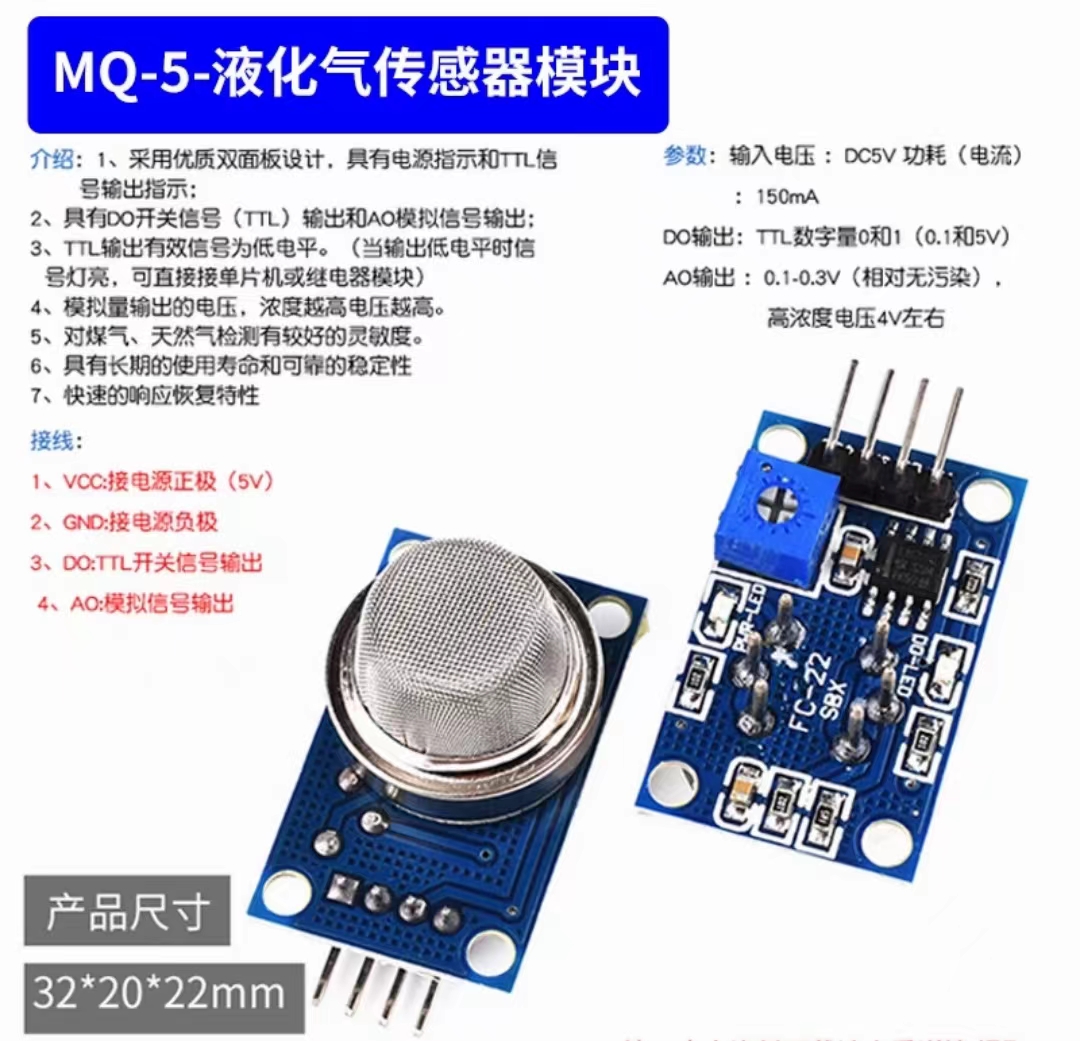 MQ-5-液化气传感器模块
介绍：1、采用优质双面板设计，具有电源指示和TTL信
号输出指示；
2、具有DO开关信号（TTL）输出和AO模拟信号输出；
3、TTL输出有效信号为低电平。（当输出低电平时信
号灯亮，可直接接单片机或继电器模块）
4、模拟量输出的电压，浓度越高电压越高。
5、对煤气、天然气检测有较好的灵敏度。
6、具有长期的使用寿命和可靠的稳定性
7、快速的响应恢复特性
接线：
1、VCC:接电源正极（5V）
2、GND:接电源负极
3、DO:TTL开关信号输出
4、AO:模拟信号输出
参数：输入电压：DC5V 功耗（电流）
：150mA
DO输出：TTL数字量0和1（0.1和5V）
AO输出：0.1-0.3V（相对无污染），
高浓度电压4V左右
PWR-LED
DO-LED
FC-22
SBX
产品尺寸
32*20*22mm